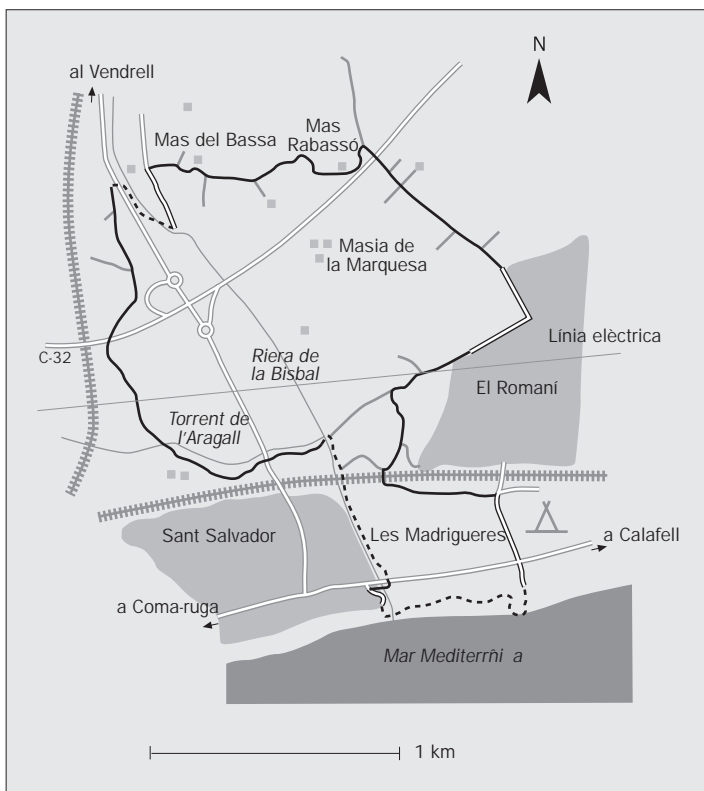 N
al Vendrell
Mas del Bassa
Mas
Rabassó
Masia de
la Marquesa
Línia elèctrica
C-32
Riera de
la Bisbal
El Romaní
Torrent de
l'Aragall
Sant Salvador
Les Madrigueres
a Calafell
a Coma-ruga
Mar Mediterrñi a
1 km